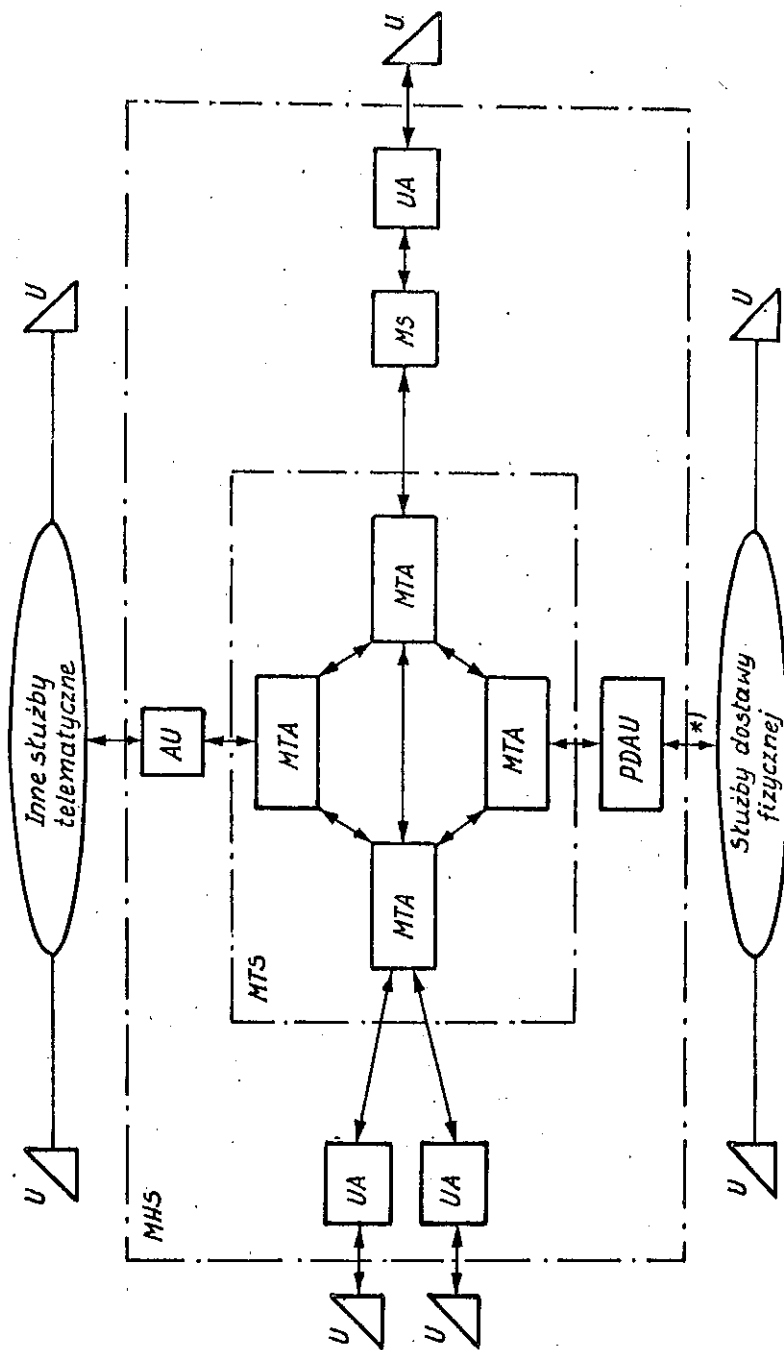 U
Inne służby
telematyczne
U
MHS
AU
MTS
MTA
U
UA
MTA
MTA
MS
UA
U
U
UA
MTA
PDAU
*)
U
Służby dostawy
fizycznej
U